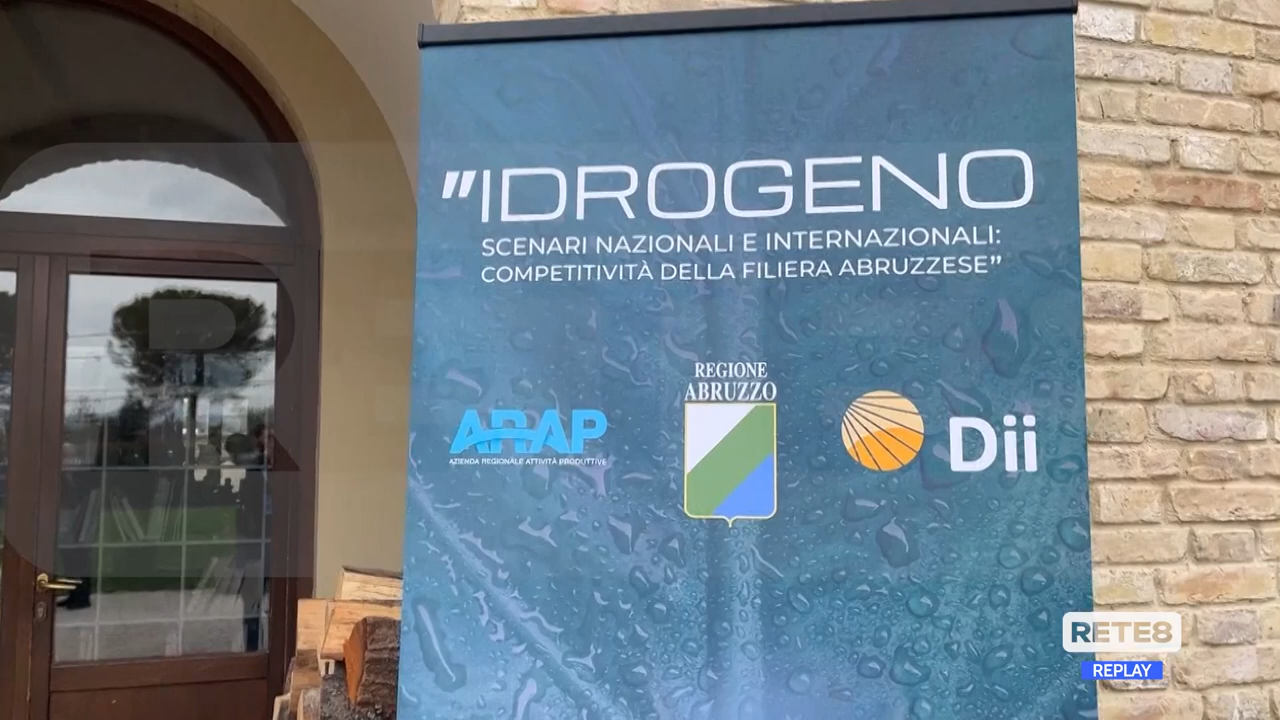 "IDROGENO
SCENARI NAZIONALI E INTERNAZIONALI:
COMPETITIVITÀ DELLA FILIERA ABRUZZESE"
REGIONE
ABRUZZO
ARAP
AZIENDA REGIONALE ATTIVITÀ PRODUTTIVE
Dii
RETE8
REPLAY